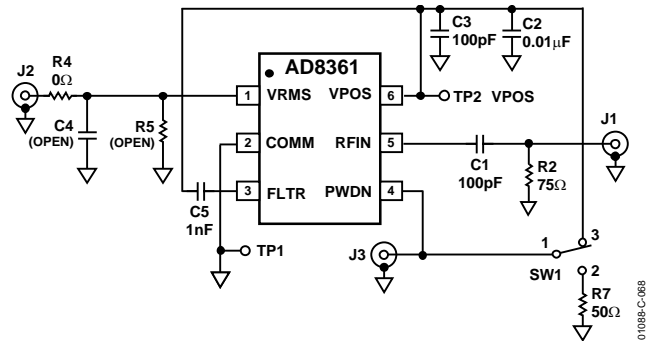 C3
100pF
C2
0.01µF
J2
R4
0Ω
AD8361
1 VRMS VPOS 6
TP2 VPOS
J1
C4
(OPEN)
R5
(OPEN)
2 COMM RFIN 5
C1
100pF
R2
75Ω
3 FLTR PWDN 4
C5
1nF
TP1
J3
1
3
SW1
2
R7
50Ω
01088-C-068